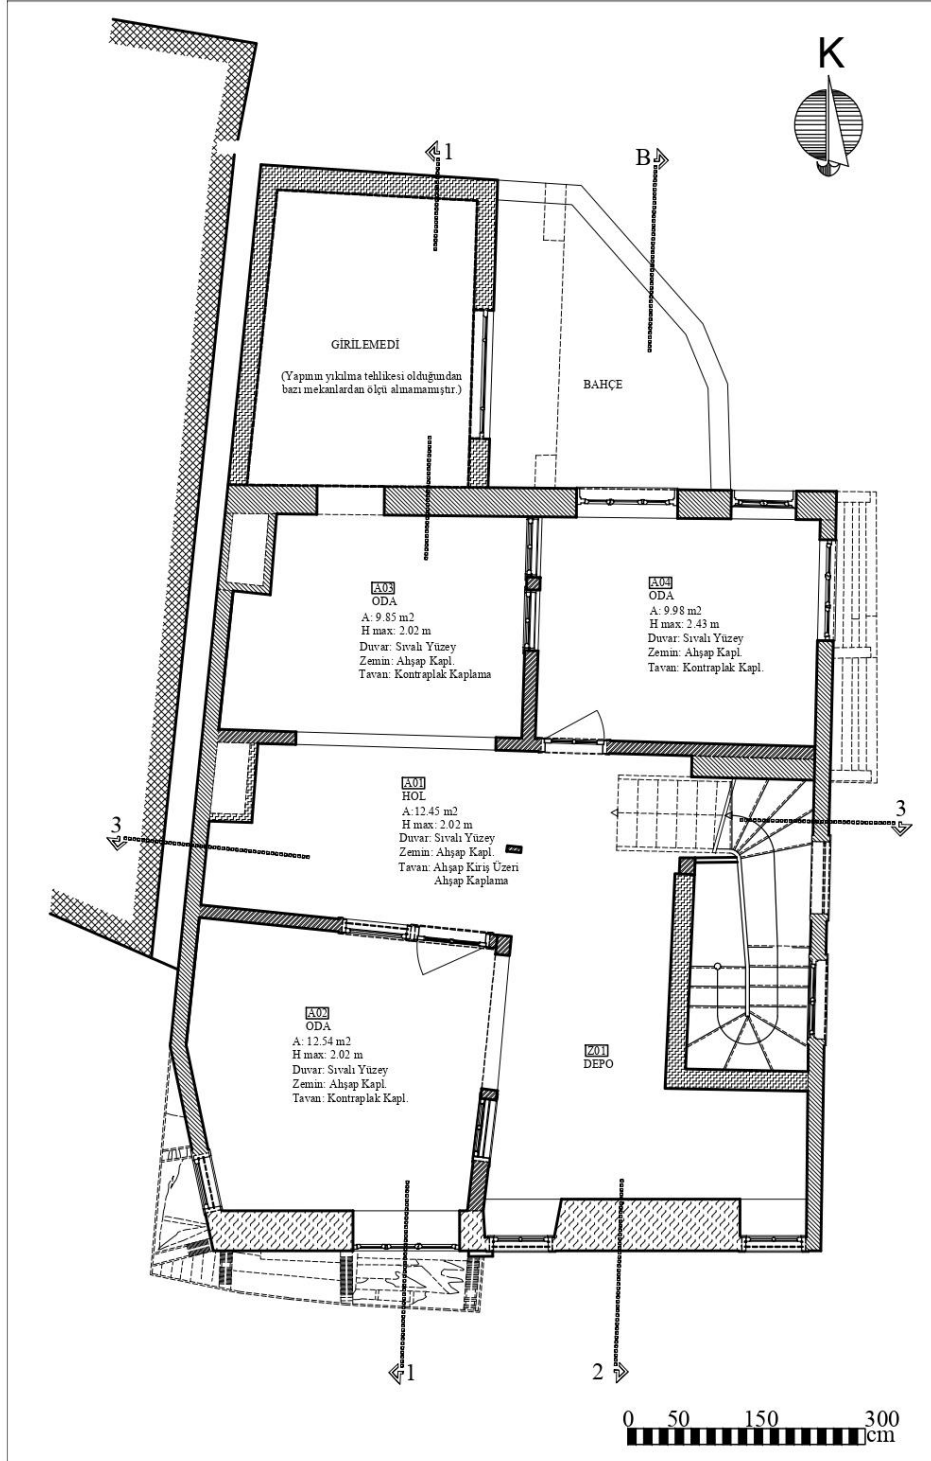 K
1
B
GİRİLEMEDİ
(Yapının yıkılma tehlikesi olduğundan
bazı mekanlardan ölçü alınamamıştır.)
BAHÇE
A03
ODA
A: 9.85 m2
H max: 2.02 m
Duvar: Sıvalı Yüzey
Zemin: Ahşap Kapl.
Tavan: Kontraplak Kaplama
A04
ODA
A: 9.98 m2
H max: 2.43 m
Duvar: Sıvalı Yüzey
Zemin: Ahşap Kapl.
Tavan: Kontraplak Kapl.
A01
HOL
A:12.45 m2
H max: 2.02 m
Duvar: Sıvalı Yüzey
Zemin: Ahşap Kapl.
Tavan: Ahşap Kiriş Üzeri
Ahşap Kaplama
3
3
A02
ODA
A: 12.54 m2
H max: 2.02 m
Duvar: Sıvalı Yüzey
Zemin: Ahşap Kapl.
Tavan: Kontraplak Kapl.
Z01
DEPO
1
2
0 50 150 300
cm